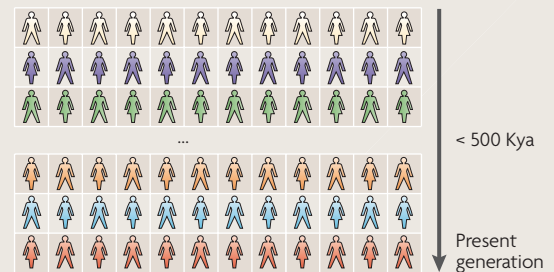 ...
< 500 Kya
Present
generation